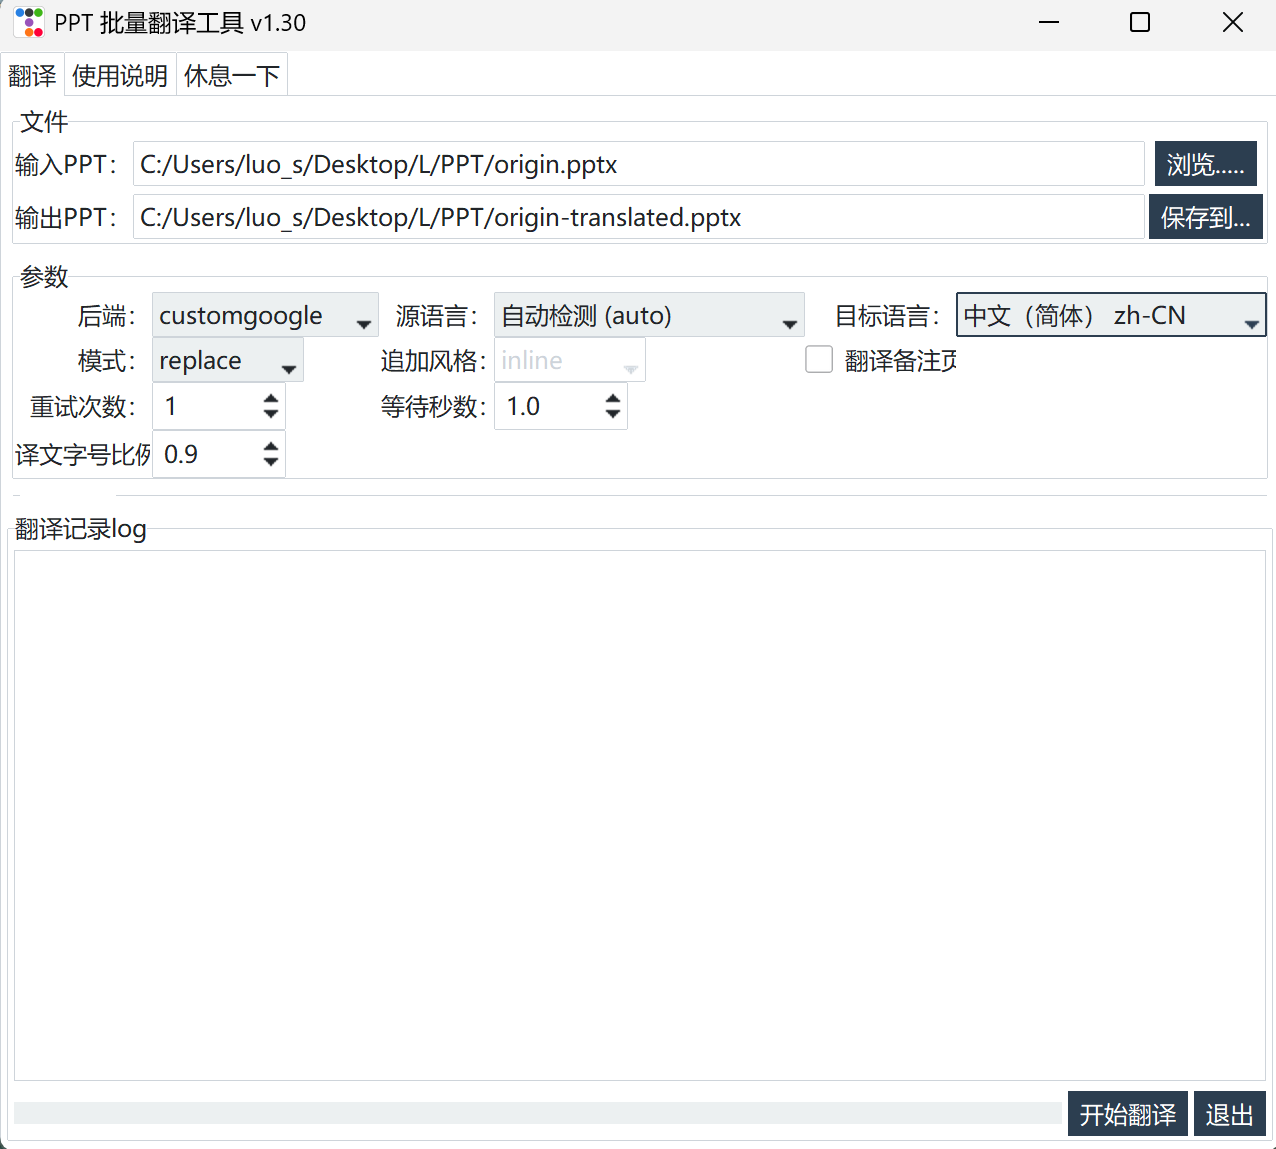 PPT 批量翻译工具 v1.30
翻译 使用说明 休息一下
文件
输入PPT： C:/Users/luo_s/Desktop/L/PPT/origin.pptx 浏览.....
输出PPT： C:/Users/luo_s/Desktop/L/PPT/origin-translated.pptx 保存到...
参数
后端： customgoogle 源语言： 自动检测 (auto) 目标语言： 中文（简体） zh-CN
模式： replace 追加风格： inline 翻译备注页
重试次数： 1 等待秒数： 1.0
译文字号比例 0.9
翻译记录log
开始翻译 退出